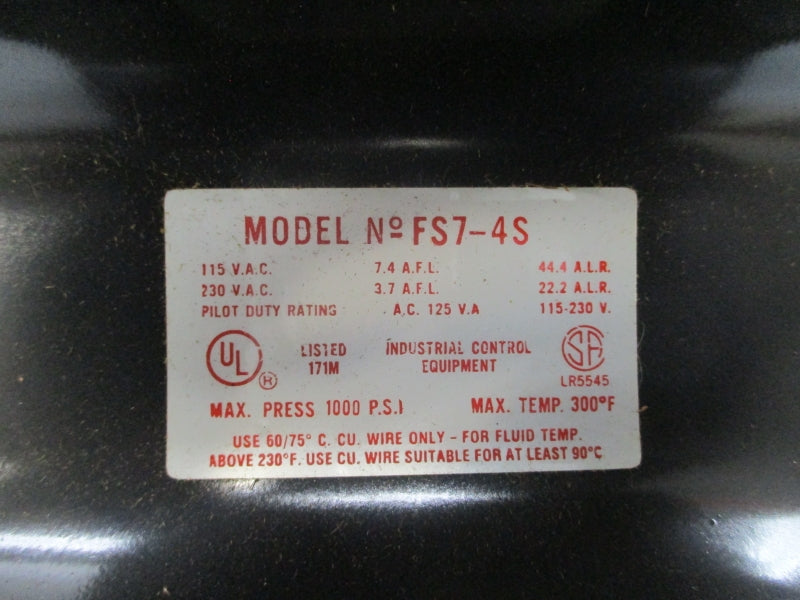 MODEL Nº FS7-4S
115 V.A.C. 7.4 A.F.L. 44.4 A.L.R.
230 V.A.C. 3.7 A.F.L. 22.2 A.L.R.
PILOT DUTY RATING A.C. 125 V.A 115-230 V.
UL ® LISTED 171M INDUSTRIAL CONTROL EQUIPMENT SA LR5545
MAX. PRESS 1000 P.S.I MAX. TEMP. 300°F
USE 60/75° C. CU. WIRE ONLY - FOR FLUID TEMP.
ABOVE 230°F. USE CU. WIRE SUITABLE FOR AT LEAST 90°C